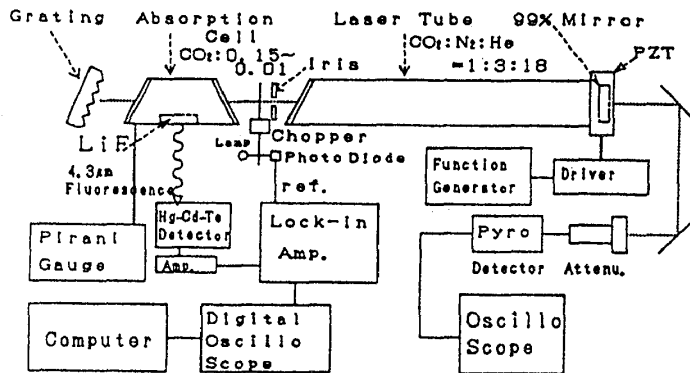 Grating
Absorption
Cell
CO₂:0. 15~
0. 01
Iris
Laser Tube
CO₂:N₂:He
=1:3:18
99% Mirror
PZT
LiF
4.3μm
Fluorescence
Lamp
Chopper
Photo Diode
ref.
Hg-Cd-Te
Detector
Amp.
Pirani
Gauge
Lock-in
Amp.
Function
Generator
Driver
Pyro
Detector
Attenu.
Computer
Digital
Oscillo
Scope
Oscillo
Scope